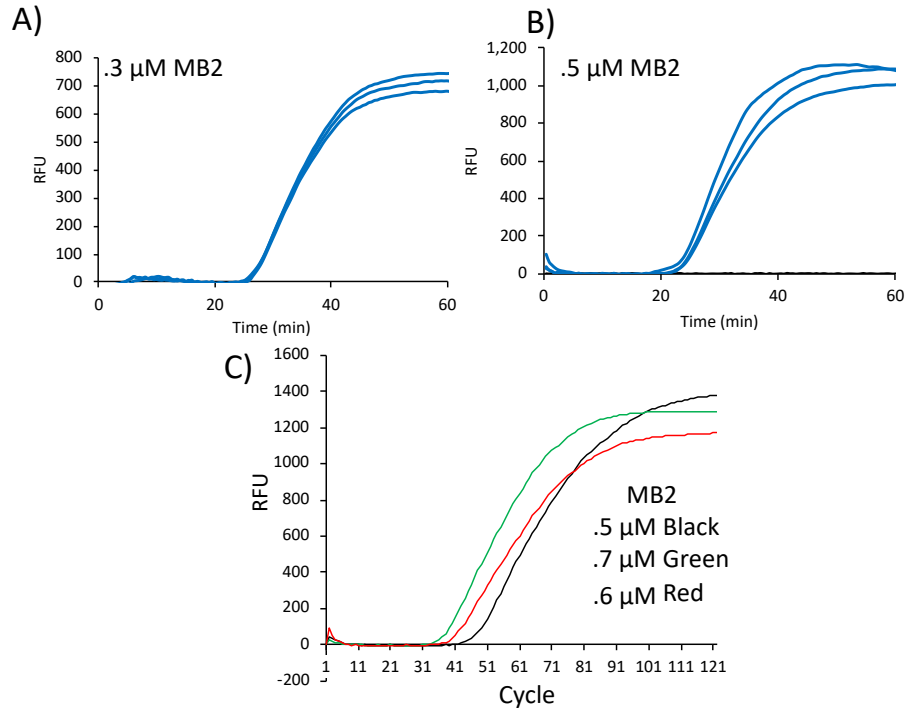 A)
.3 µM MB2
800
700
600
500
400
300
200
100
0
RFU
0 20 40 60
Time (min)
B)
.5 µM MB2
1,200
1,000
800
600
400
200
0
RFU
0 20 40 60
Time (min)
C)
1600
1400
1200
1000
800
600
400
200
0
-200
RFU
MB2
.5 µM Black
.7 µM Green
.6 µM Red
1 11 21 31 41 51 61 71 81 91 101 111 121
Cycle